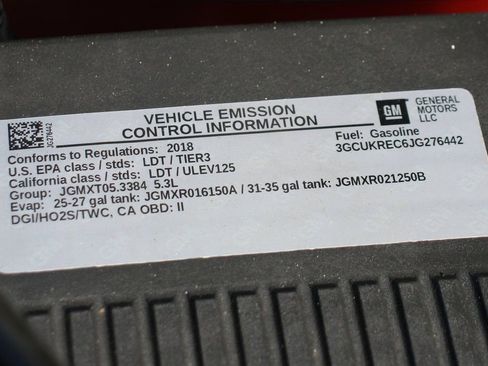 JG276442
VEHICLE EMISSION
CONTROL INFORMATION
GM
GENERAL
MOTORS
LLC
Conforms to Regulations: 2018
Fuel: Gasoline
U.S. EPA class / stds: LDT / TIER3
3GCUKREC6JG276442
California class / stds: LDT / ULEV125
Group: JGMXT05.3384 5.3L
Evap: 25-27 gal tank: JGMXR016150A / 31-35 gal tank: JGMXR021250B
DGI/HO2S/TWC, CA OBD: II